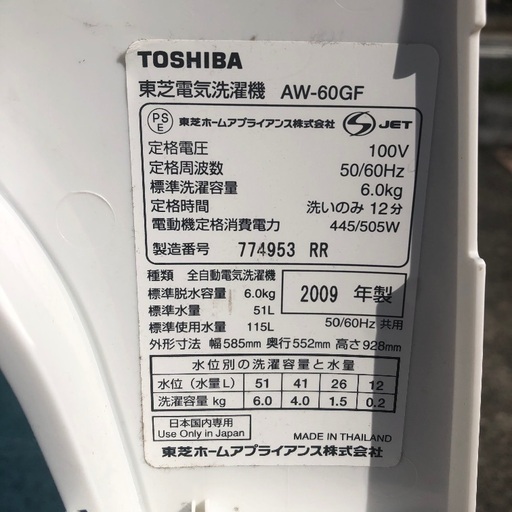 TOSHIBA
東芝電気洗濯機 AW-60GF
PS E 東芝ホームアプライアンス株式会社 S JET
定格電圧 100V
定格周波数 50/60Hz
標準洗濯容量 6.0kg
定格時間 洗いのみ 12分
電動機定格消費電力 445/505W
製造番号 774953 RR
種類 全自動電気洗濯機
標準脱水容量 6.0kg 2009 年製
標準水量 51L
標準使用水量 115L 50/60Hz 共用
外形寸法 幅585mm 奥行552mm 高さ928mm
水位別の洗濯容量と水量
水位（水量L） 51 41 26 12
洗濯容量 kg 6.0 4.0 1.5 0.2
日本国内専用
Use Only in Japan
MADE IN THAILAND
東芝ホームアプライアンス株式会社